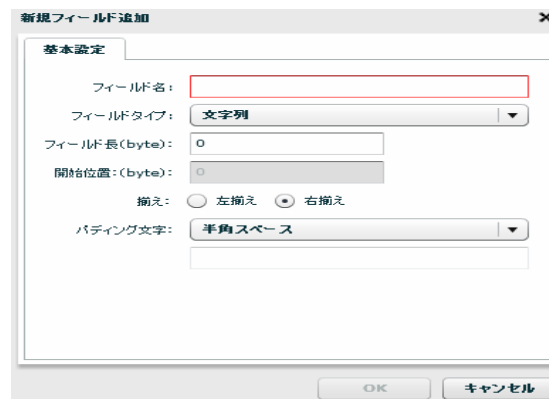 新規フィールド追加
基本設定
フィールド名:
フィールドタイプ: 文字列
フィールド長(byte): 0
開始位置:(byte): 0
揃え: 左揃え 右揃え
パディング文字: 半角スペース
OK キャンセル